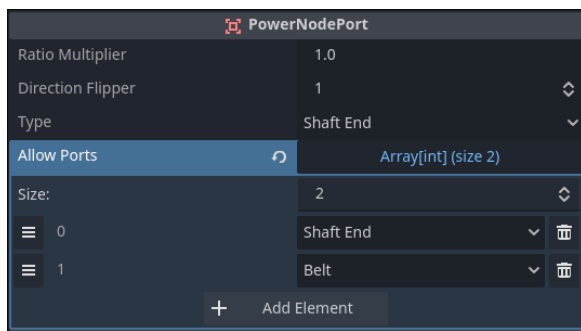 PowerNodePort
Ratio Multiplier 1.0
Direction Flipper 1
Type Shaft End
Allow Ports Array[int] (size 2)
Size: 2
0 Shaft End
1 Belt
+ Add Element